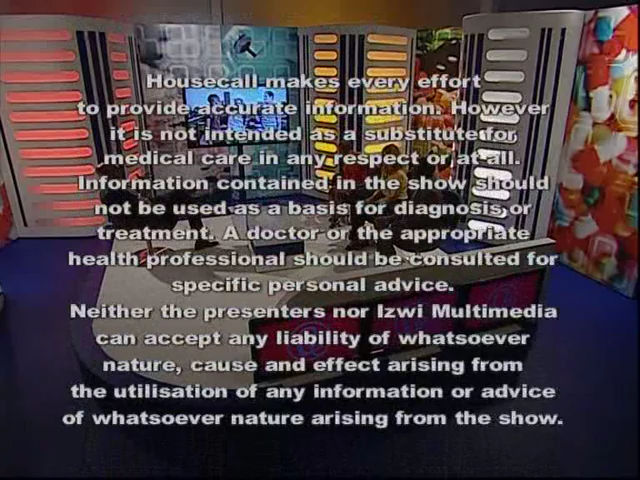 Housecall makes every effort
to provide accurate information. However
it is not intended as a substitute for
medical care in any respect or at all.
Information contained in the show should
not be used as a basis for diagnosis or
treatment. A doctor or the appropriate
health professional should be consulted for
specific personal advice.
Neither the presenters nor Izwi Multimedia
can accept any liability of whatsoever
nature, cause and effect arising from
the utilisation of any information or advice
of whatsoever nature arising from the show.